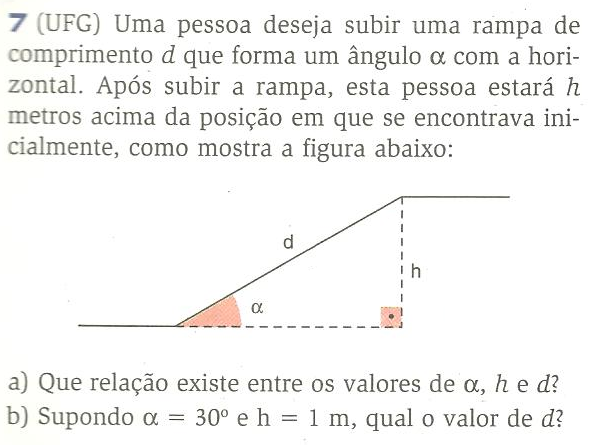 7 (UFG) Uma pessoa deseja subir uma rampa de
comprimento d que forma um ângulo α com a hori-
zontal. Após subir a rampa, esta pessoa estará h
metros acima da posição em que se encontrava ini-
cialmente, como mostra a figura abaixo:
d
h
α
a) Que relação existe entre os valores de α, h e d?
b) Supondo α = 30º e h = 1 m, qual o valor de d?